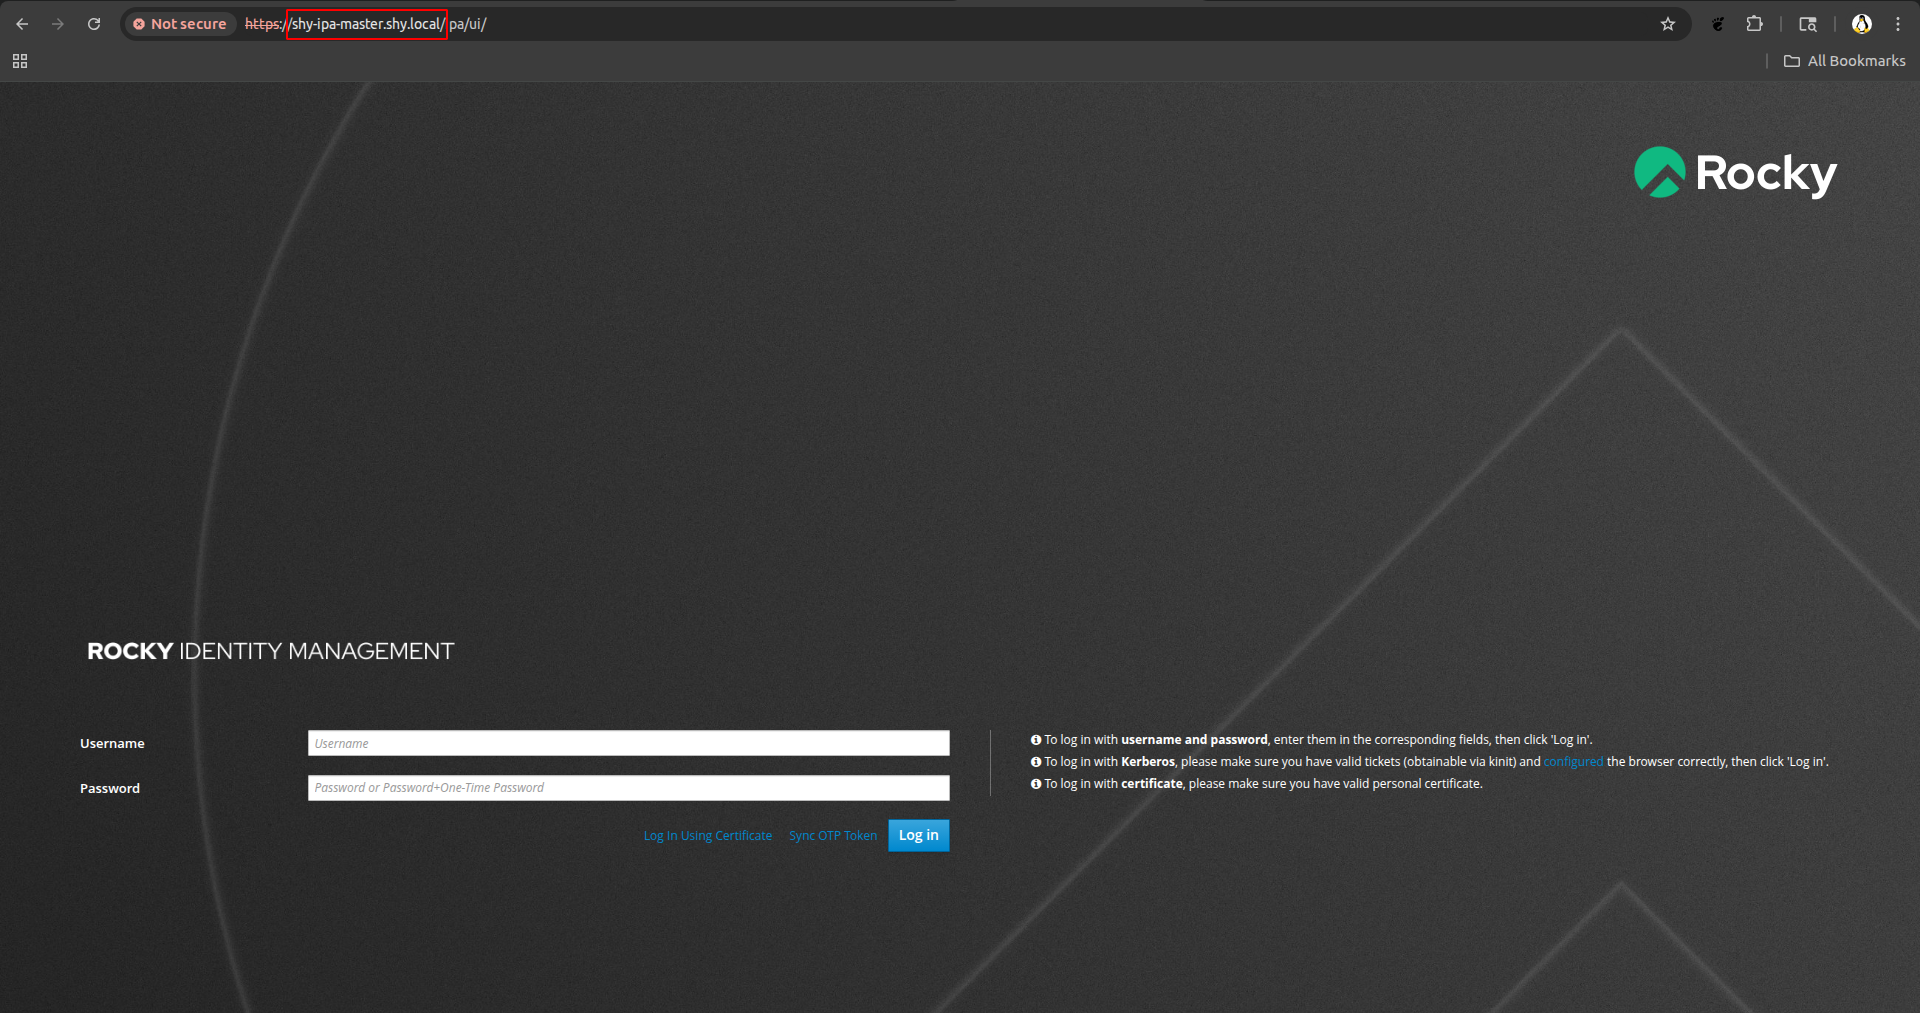 Not secure https://shy-ipa-master.shy.local/ pa/ui/
All Bookmarks
Rocky
ROCKY IDENTITY MANAGEMENT
Username
Username
Password
Password or Password+One-Time Password
Log In Using Certificate
Sync OTP Token
Log in
To log in with username and password, enter them in the corresponding fields, then click 'Log in'.
To log in with Kerberos, please make sure you have valid tickets (obtainable via kinit) and configured the browser correctly, then click 'Log in'.
To log in with certificate, please make sure you have valid personal certificate.